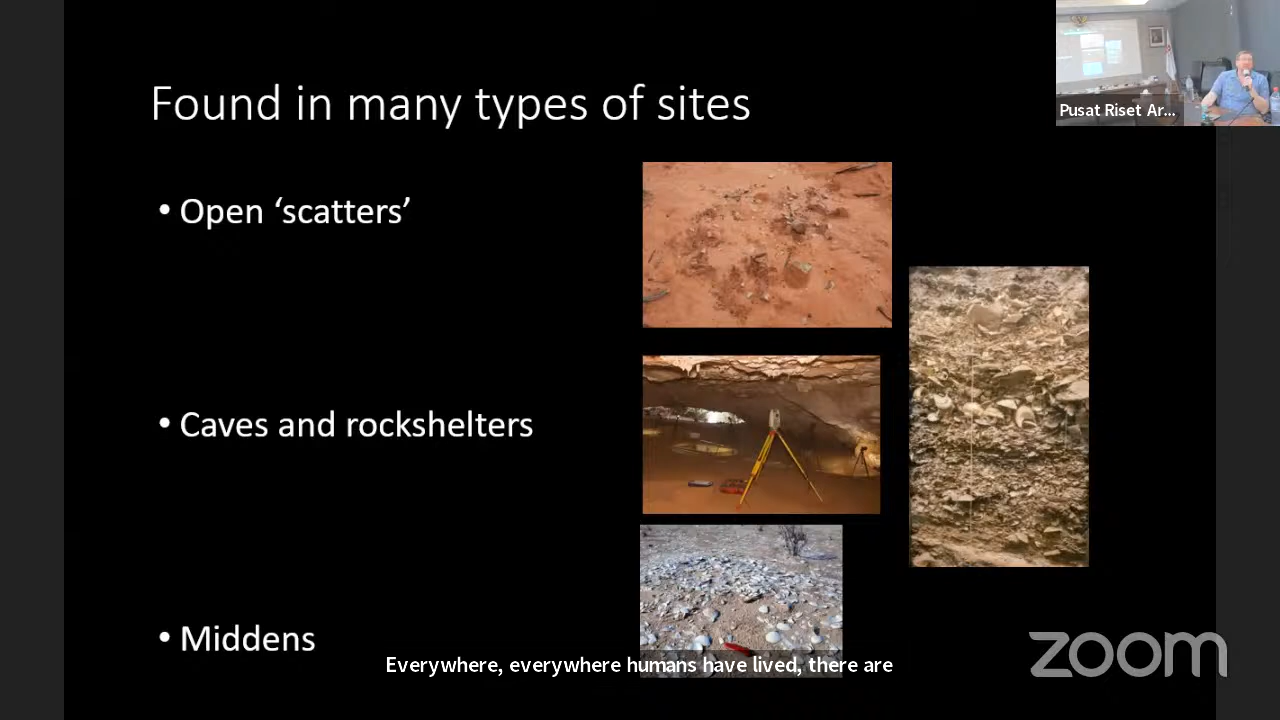 Found in many types of sites
Pusat Riset Ar...
• Open ‘scatters’
• Caves and rockshelters
• Middens
Everywhere, everywhere humans have lived, there are
zoom